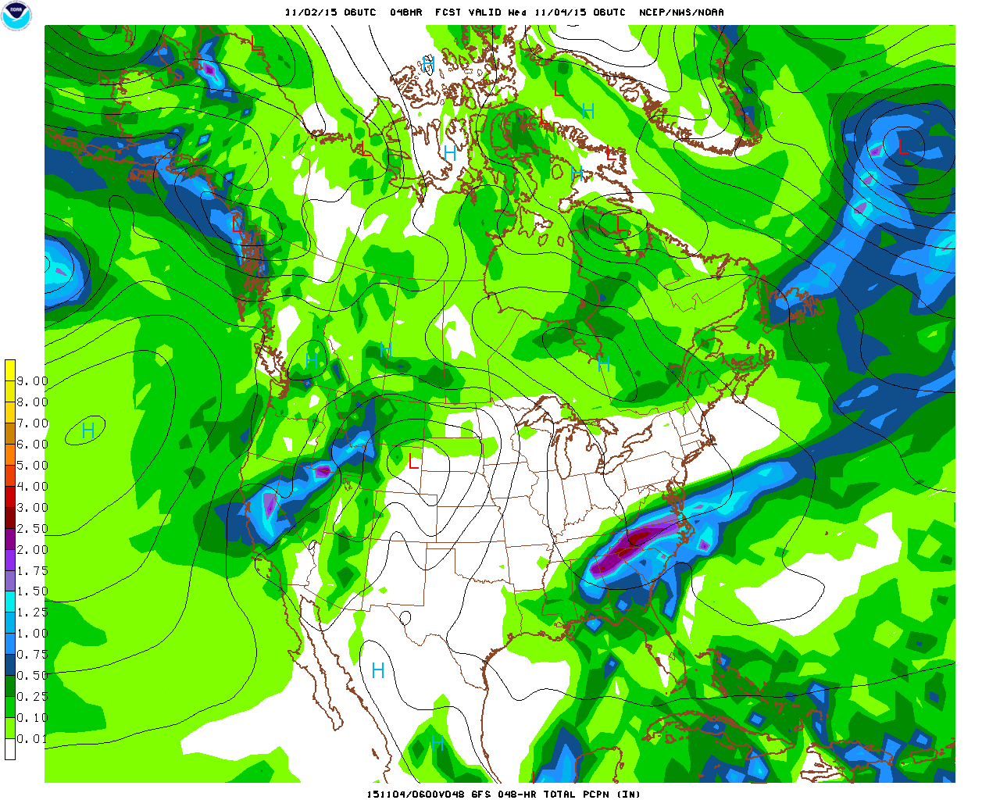 NOAA
11/02/15 06UTC 048HR FCST VALID Wed 11/04/15 06UTC NCEP/NWS/NOAA
H
L
L
H
L
H
L
L
H
L
H
L
L
H
H
H
H
L
H
H
L
9.00
8.00
7.00
6.00
5.00
4.00
3.00
2.50
2.00
1.75
1.50
1.25
1.00
0.75
0.50
0.25
0.10
0.01
151104/0600V048 GFS 048-HR TOTAL PCPN (IN)